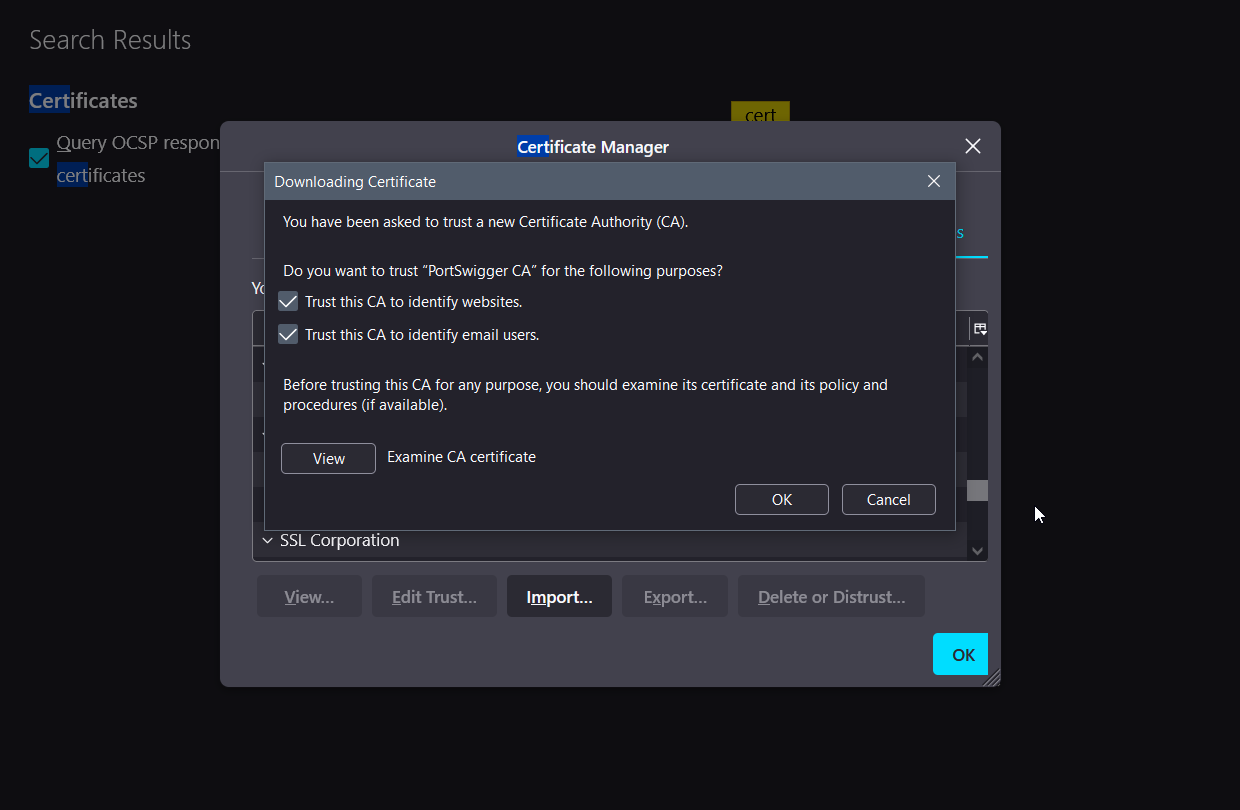 Search Results
Certificates
cert
Query OCSP respon
certificates
Certificate Manager
Downloading Certificate
You have been asked to trust a new Certificate Authority (CA).
Do you want to trust “PortSwigger CA” for the following purposes?
Trust this CA to identify websites.
Trust this CA to identify email users.
Before trusting this CA for any purpose, you should examine its certificate and its policy and
procedures (if available).
View Examine CA certificate
OK Cancel
SSL Corporation
View... Edit Trust... Import... Export... Delete or Distrust...
OK